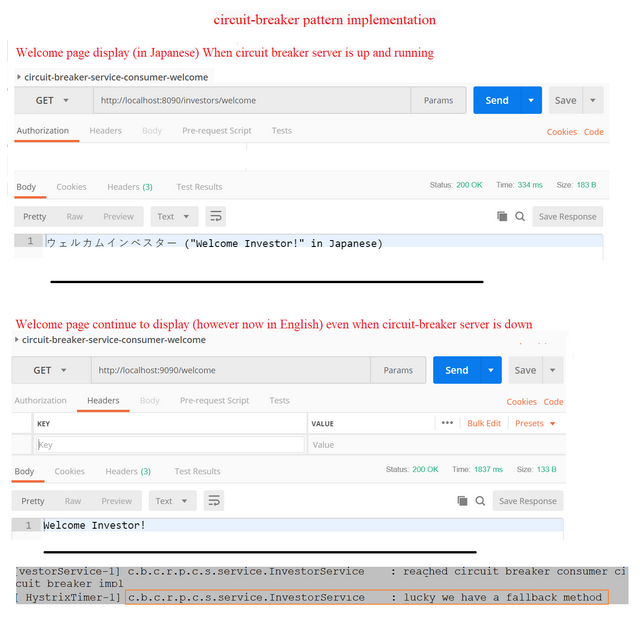 circuit-breaker pattern implementation
Welcome page display (in Japanese) When circuit breaker server is up and running
circuit-breaker-service-consumer-welcome
GET http://localhost:8090/investors/welcome Params Send Save
Authorization Headers Body Pre-request Script Tests Cookies Code
Body Cookies Headers (3) Test Results Status: 200 OK Time: 334 ms Size: 183 B
Pretty Raw Preview Text Save Response
1 ウェルカムインベスター ("Welcome Investor!" in Japanese)
Welcome page continue to display (however now in English) even when circuit-breaker server is down
circuit-breaker-service-consumer-welcome
GET http://localhost:9090/welcome Params Send Save
Authorization Headers Body Pre-request Script Tests Cookies Code
KEY VALUE ••• Bulk Edit Presets
Key Value
Body Cookies Headers (3) Test Results Status: 200 OK Time: 1837 ms Size: 133 B
Pretty Raw Preview Text Save Response
1 Welcome Investor!
vestorService-1] c.b.c.r.p.c.s.service.InvestorService : reached circuit breaker consumer ci
cuit breaker impl
[ HystrixTimer-1] c.b.c.r.p.c.s.service.InvestorService : lucky we have a fallback method